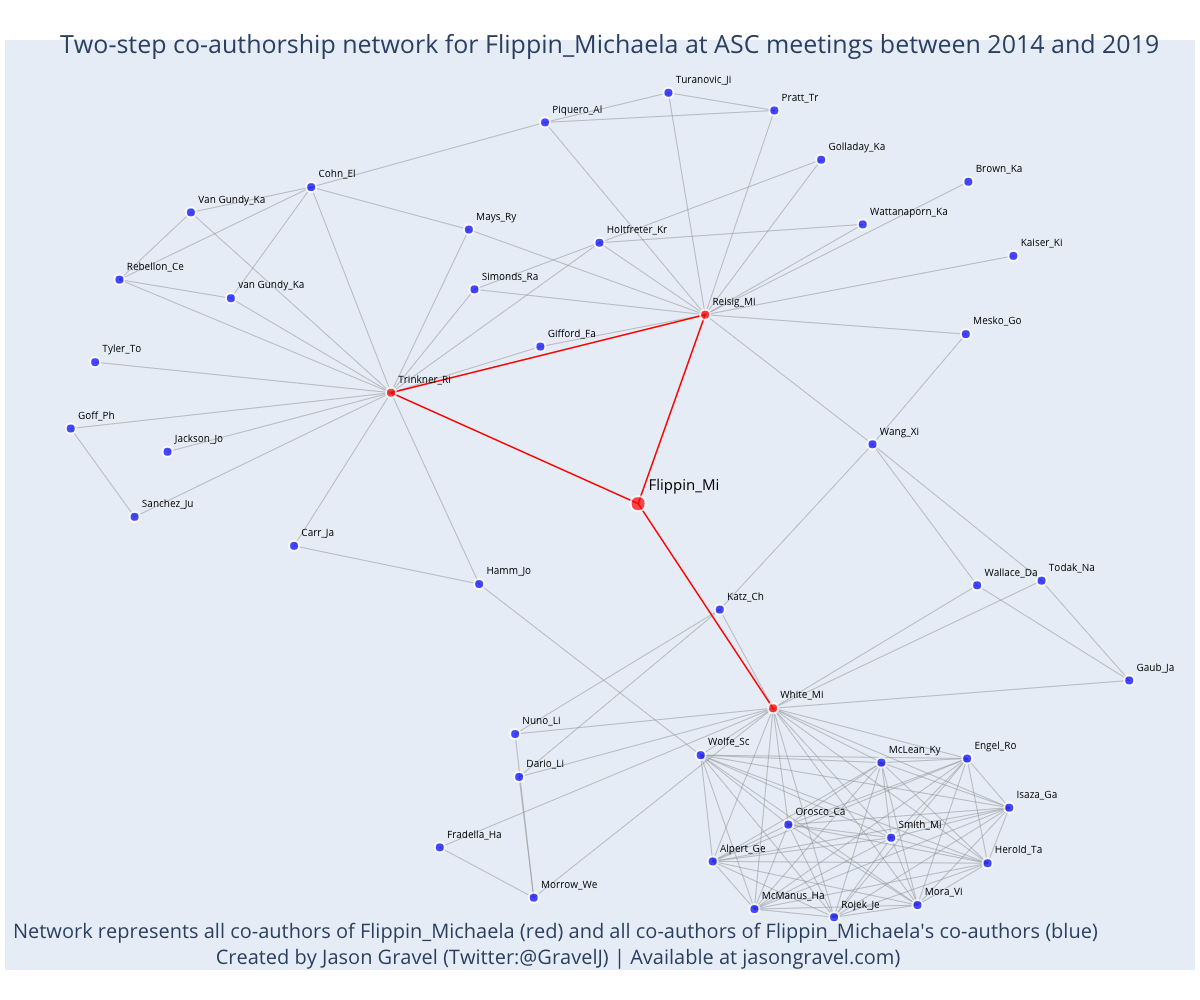 Two-step co-authorship network for Flippin_Michaela at ASC meetings between 2014 and 2019
Turanovic_Ji
Pratt_Tr
Piquero_Al
Golladay_Ka
Brown_Ka
Cohn_El
Van Gundy_Ka
Mays_Ry
Wattanaporn_Ka
Holtfreter_Kr
Kaiser_Ki
Rebellon_Ce
Simonds_Ra
van Gundy_Ka
Reisig_Mi
Mesko_Go
Gifford_Fa
Tyler_To
Trinkner_Ri
Goff_Ph
Jackson_Jo
Wang_Xi
Flippin_Mi
Sanchez_Ju
Carr_Ja
Hamm_Jo
Wallace_Da
Todak_Na
Katz_Ch
Gaub_Ja
White_Mi
Nuno_Li
Wolfe_Sc
McLean_Ky
Engel_Ro
Dario_Li
Isaza_Ga
Orosco_Ca
Smith_Mi
Fradella_Ha
Alpert_Ge
Herold_Ta
Morrow_We
McManus_Ha
Rojek_Je
Mora_Vi
Network represents all co-authors of Flippin_Michaela (red) and all co-authors of Flippin_Michaela's co-authors (blue)
Created by Jason Gravel (Twitter:@GravelJ) | Available at jasongravel.com)